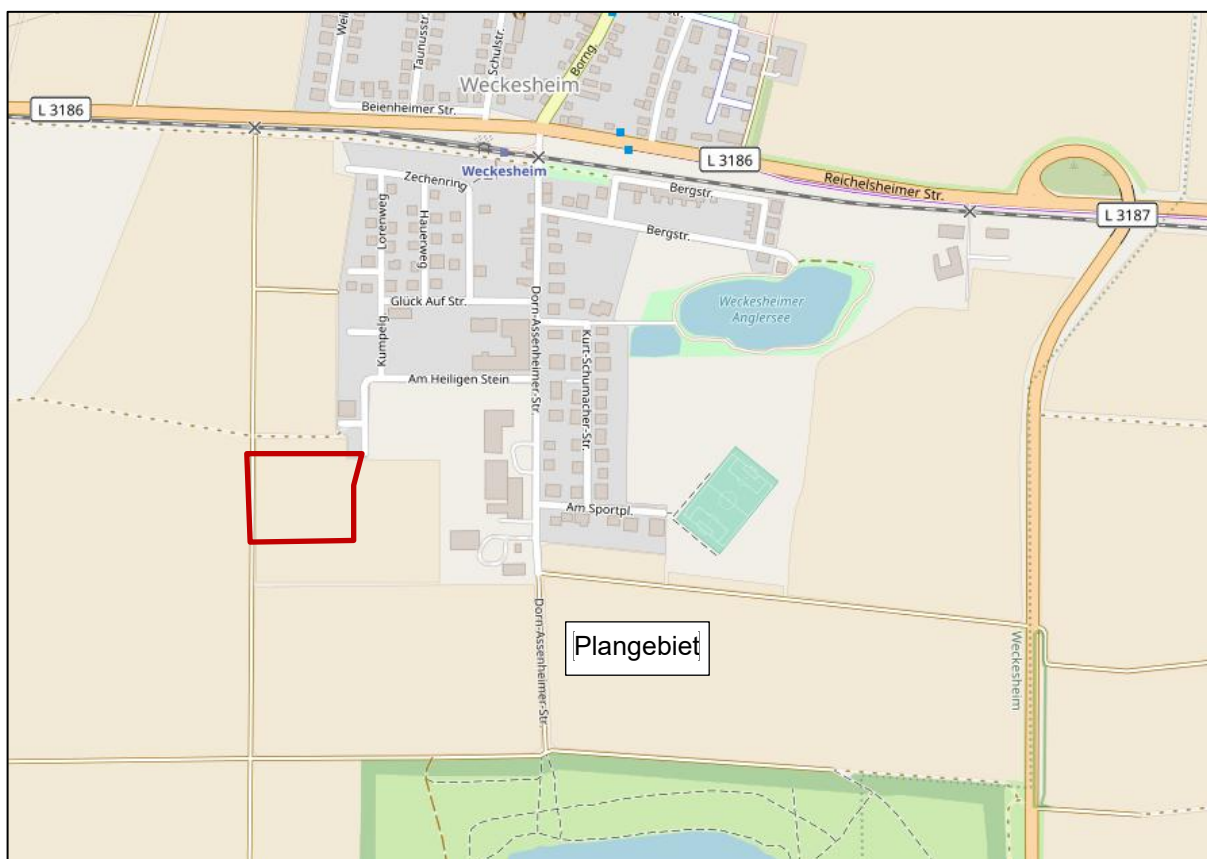 Taunusstr.
Schulstr.
Borng.
Weckesheim
Beienheimer Str.
L 3186
L 3186
Weckesheim
Reichelsheimer Str.
L 3187
Zechenring
Bergstr.
Lorenweg
Hauerweg
Bergstr.
Glück Auf Str.
Dorn-Assenheimer-Str.
Weckesheimer
Anglersee
Kumpelg
Kurt-Schumacher-Str.
Am Heiligen Stein
Am Sportpl.
Dorn-Assenheimer-Str.
Plangebiet
Weckesheim